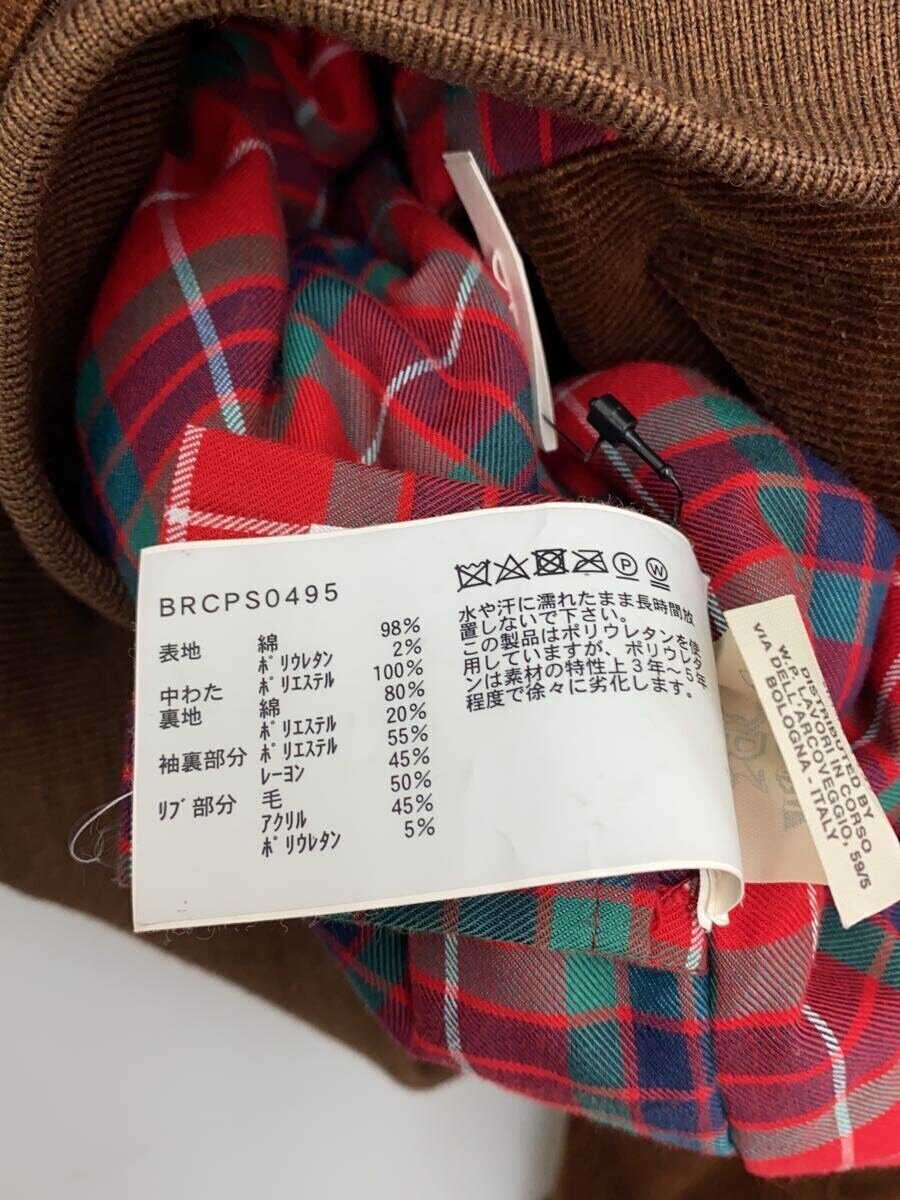 BRCPS0495
表地 綿 98%
ポリウレタン 2%
中わた ポリエステル 100%
裏地 綿 80%
ポリエステル 20%
袖裏部分 ポリエステル 55%
レーヨン 45%
リブ部分 毛 50%
アクリル 45%
ポリウレタン 5%
P W
水や汗に濡れたまま長時間放
置しないで下さい。
この製品はポリウレタンを使
用していますが、ポリウレタ
ンは素材の特性上3年〜5年
程度で徐々に劣化します。
DISTRIBUTED BY
W.P. LAVORI IN CORSO
VIA DELL'ARCOVEGGIO, 59/5
BOLOGNA - ITALY